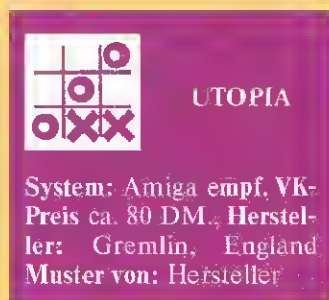 UTOPIA
System: Amiga empf. VK-
Preis ca. 80 DM., Herstel-
ler: Gremlin, England
Muster von: Hersteller